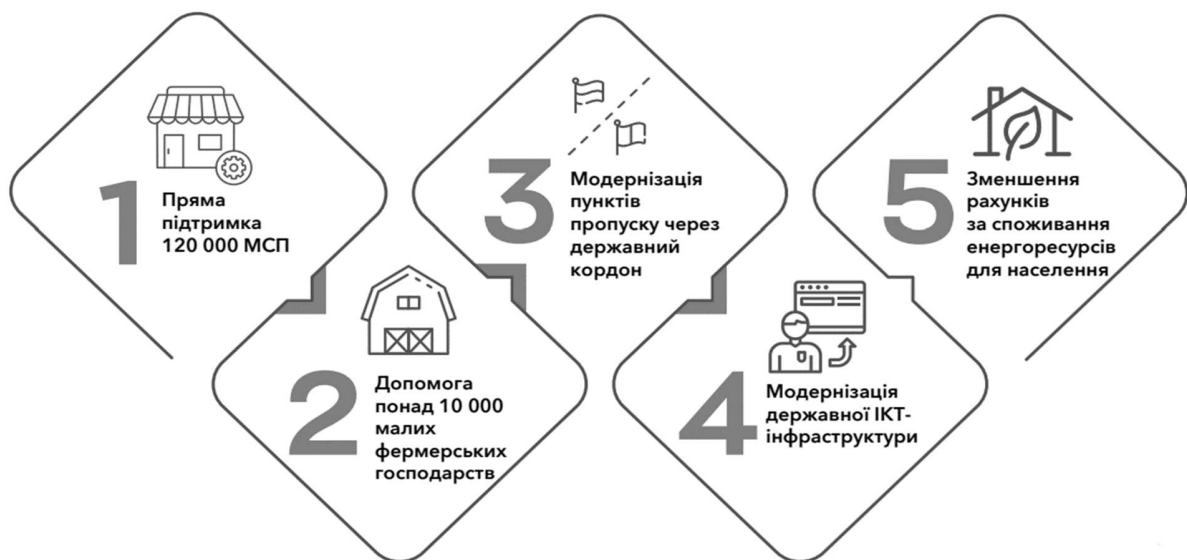 1
Пряма
підтримка
120 000 МСП
2
Допомога
понад 10 000
малих
фермерських
господарств
3
Модернізація
пунктів
пропуску через
державний
кордон
4
Модернізація
державної ІКТ-
інфраструктури
5
Зменшення
рахунків
за споживання
енергоресурсів
для населення